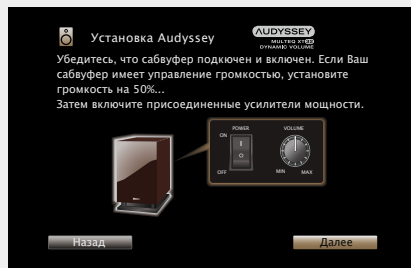 Установка Audyssey
AUDYSSEY
MULTEQ XT32
DYNAMIC VOLUME
Убедитесь, что сабвуфер подключен и включен. Если Ваш
сабвуфер имеет управление громкостью, установите
громкость на 50%...
Затем включите присоединенные усилители мощности.
POWER
VOLUME
ON
OFF
MIN
MAX
Назад
Далее